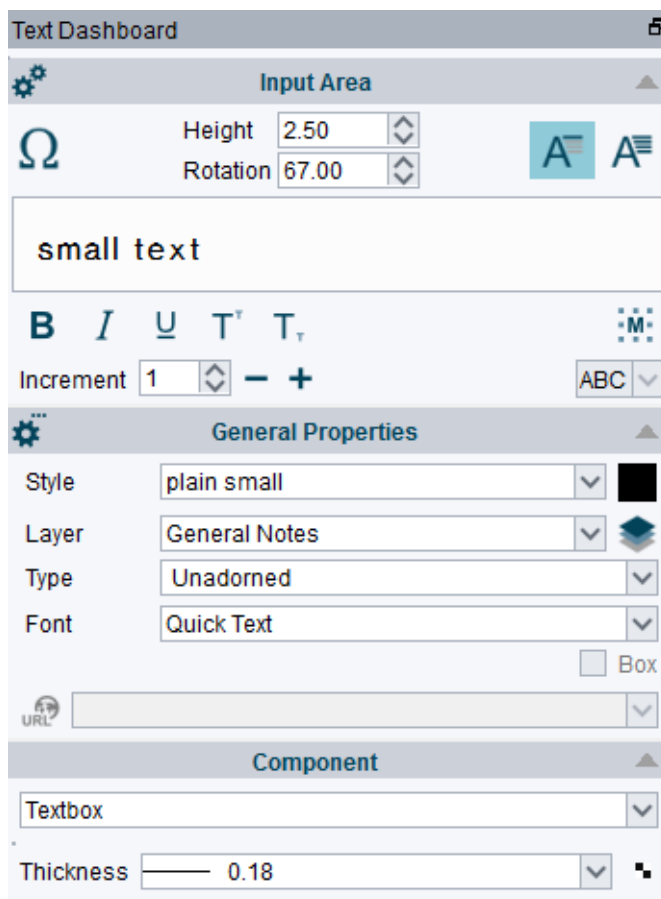 Text Dashboard
Input Area
Ω
Height 2.50
Rotation 67.00
A A
small text
B I U T T T T
M
Increment 1 ABC
General Properties
Style plain small
Layer General Notes
Type Unadorned
Font Quick Text
Box
URL
Component
Textbox
Thickness 0.18